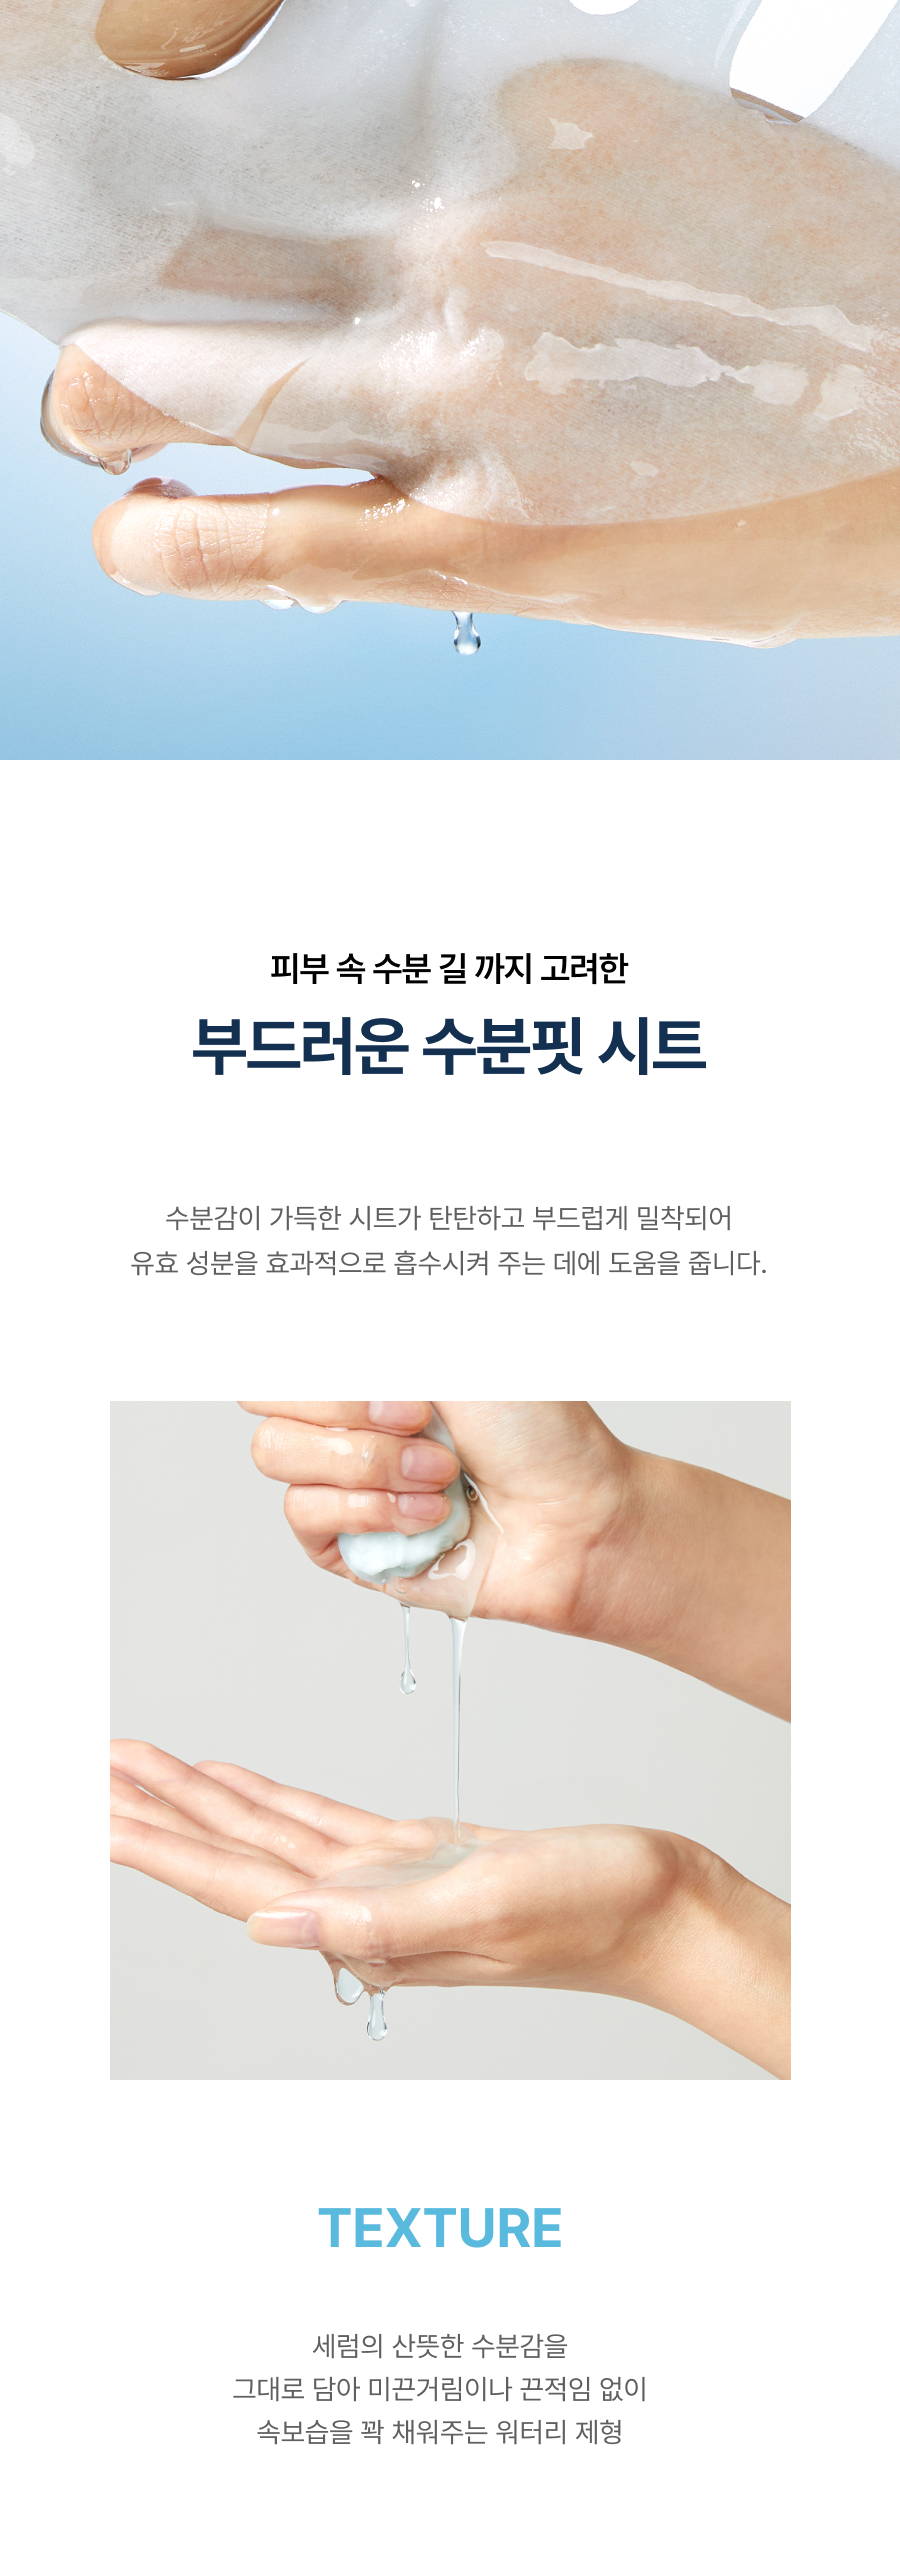 피부 속 수분 길 까지 고려한
부드러운 수분핏 시트
수분감이 가득한 시트가 탄탄하고 부드럽게 밀착되어
유효 성분을 효과적으로 흡수시켜 주는 데에 도움을 줍니다.
TEXTURE
세럼의 산뜻한 수분감을
그대로 담아 미끈거림이나 끈적임 없이
속보습을 꽉 채워주는 워터리 제형